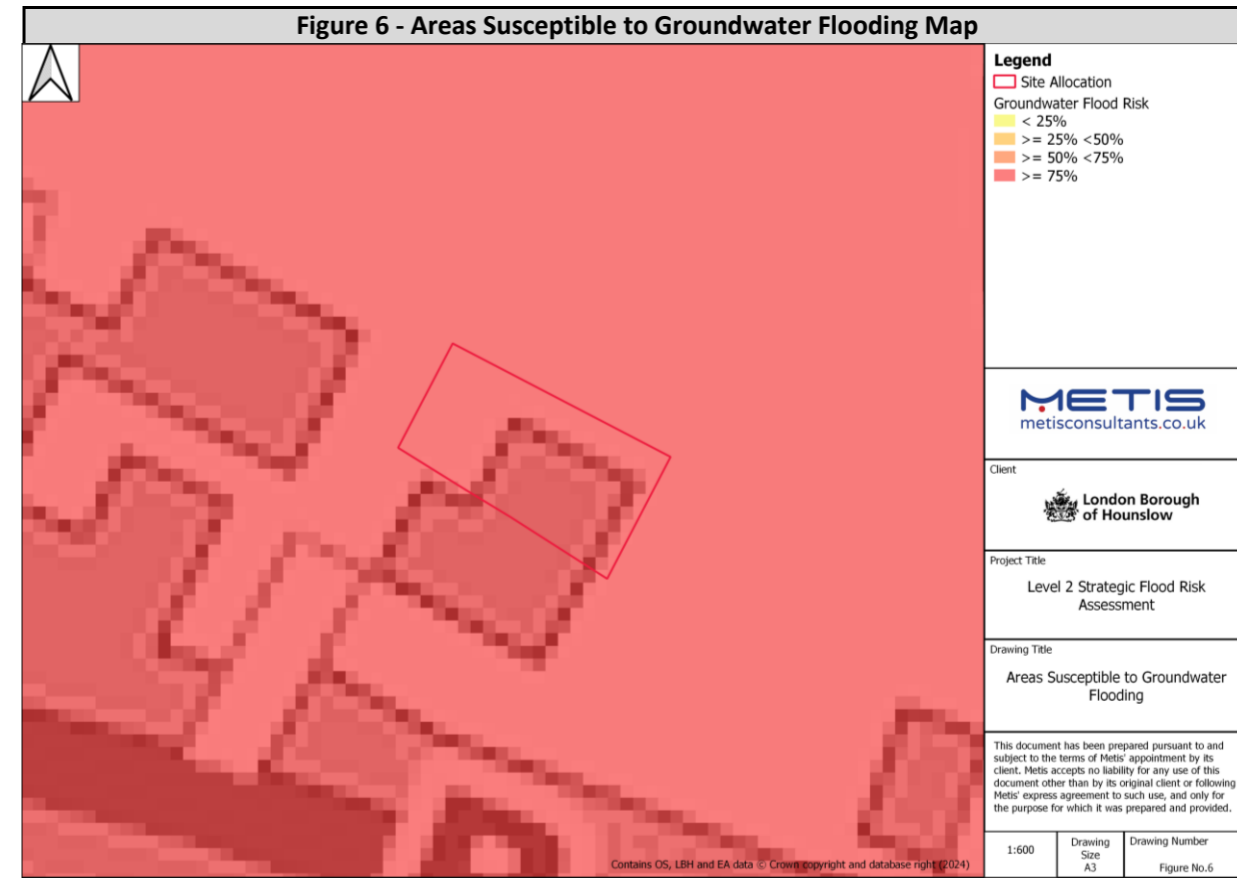 Figure 6 - Areas Susceptible to Groundwater Flooding Map
Legend
Site Allocation
Groundwater Flood Risk
< 25%
>= 25% <50%
>= 50% <75%
>= 75%
METIS
metisconsultants.co.uk
Client
London Borough
of Hounslow
Project Title
Level 2 Strategic Flood Risk
Assessment
Drawing Title
Areas Susceptible to Groundwater
Flooding
This document has been prepared pursuant to and
subject to the terms of Metis' appointment by its
client. Metis accepts no liability for any use of this
document other than by its original client or following
Metis' express agreement to such use, and only for
the purpose for which it was prepared and provided.
Contains OS, LBH and EA data © Crown copyright and database right (2024)
1:600
Drawing
Size
A3
Drawing Number
Figure No.6